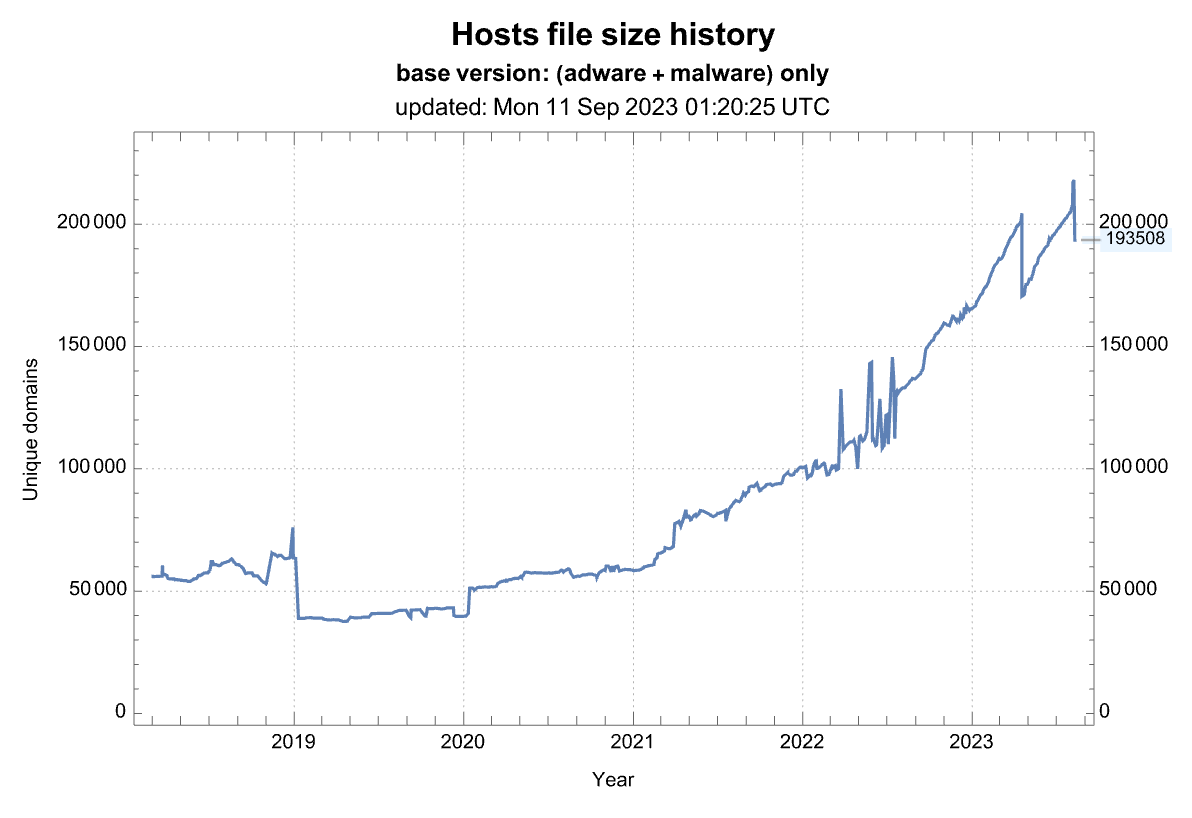 Hosts file size history
base version: (adware + malware) only
updated: Mon 11 Sep 2023 01:20:25 UTC
200 000 200 000
193508
150 000 150 000
Unique domains
100 000 100 000
50 000 50 000
0 0
2019 2020 2021 2022 2023
Year